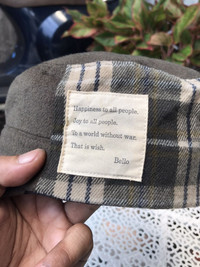 Happiness to all people.
Joy to all people.
To a world without war.
That is wish.
Bello